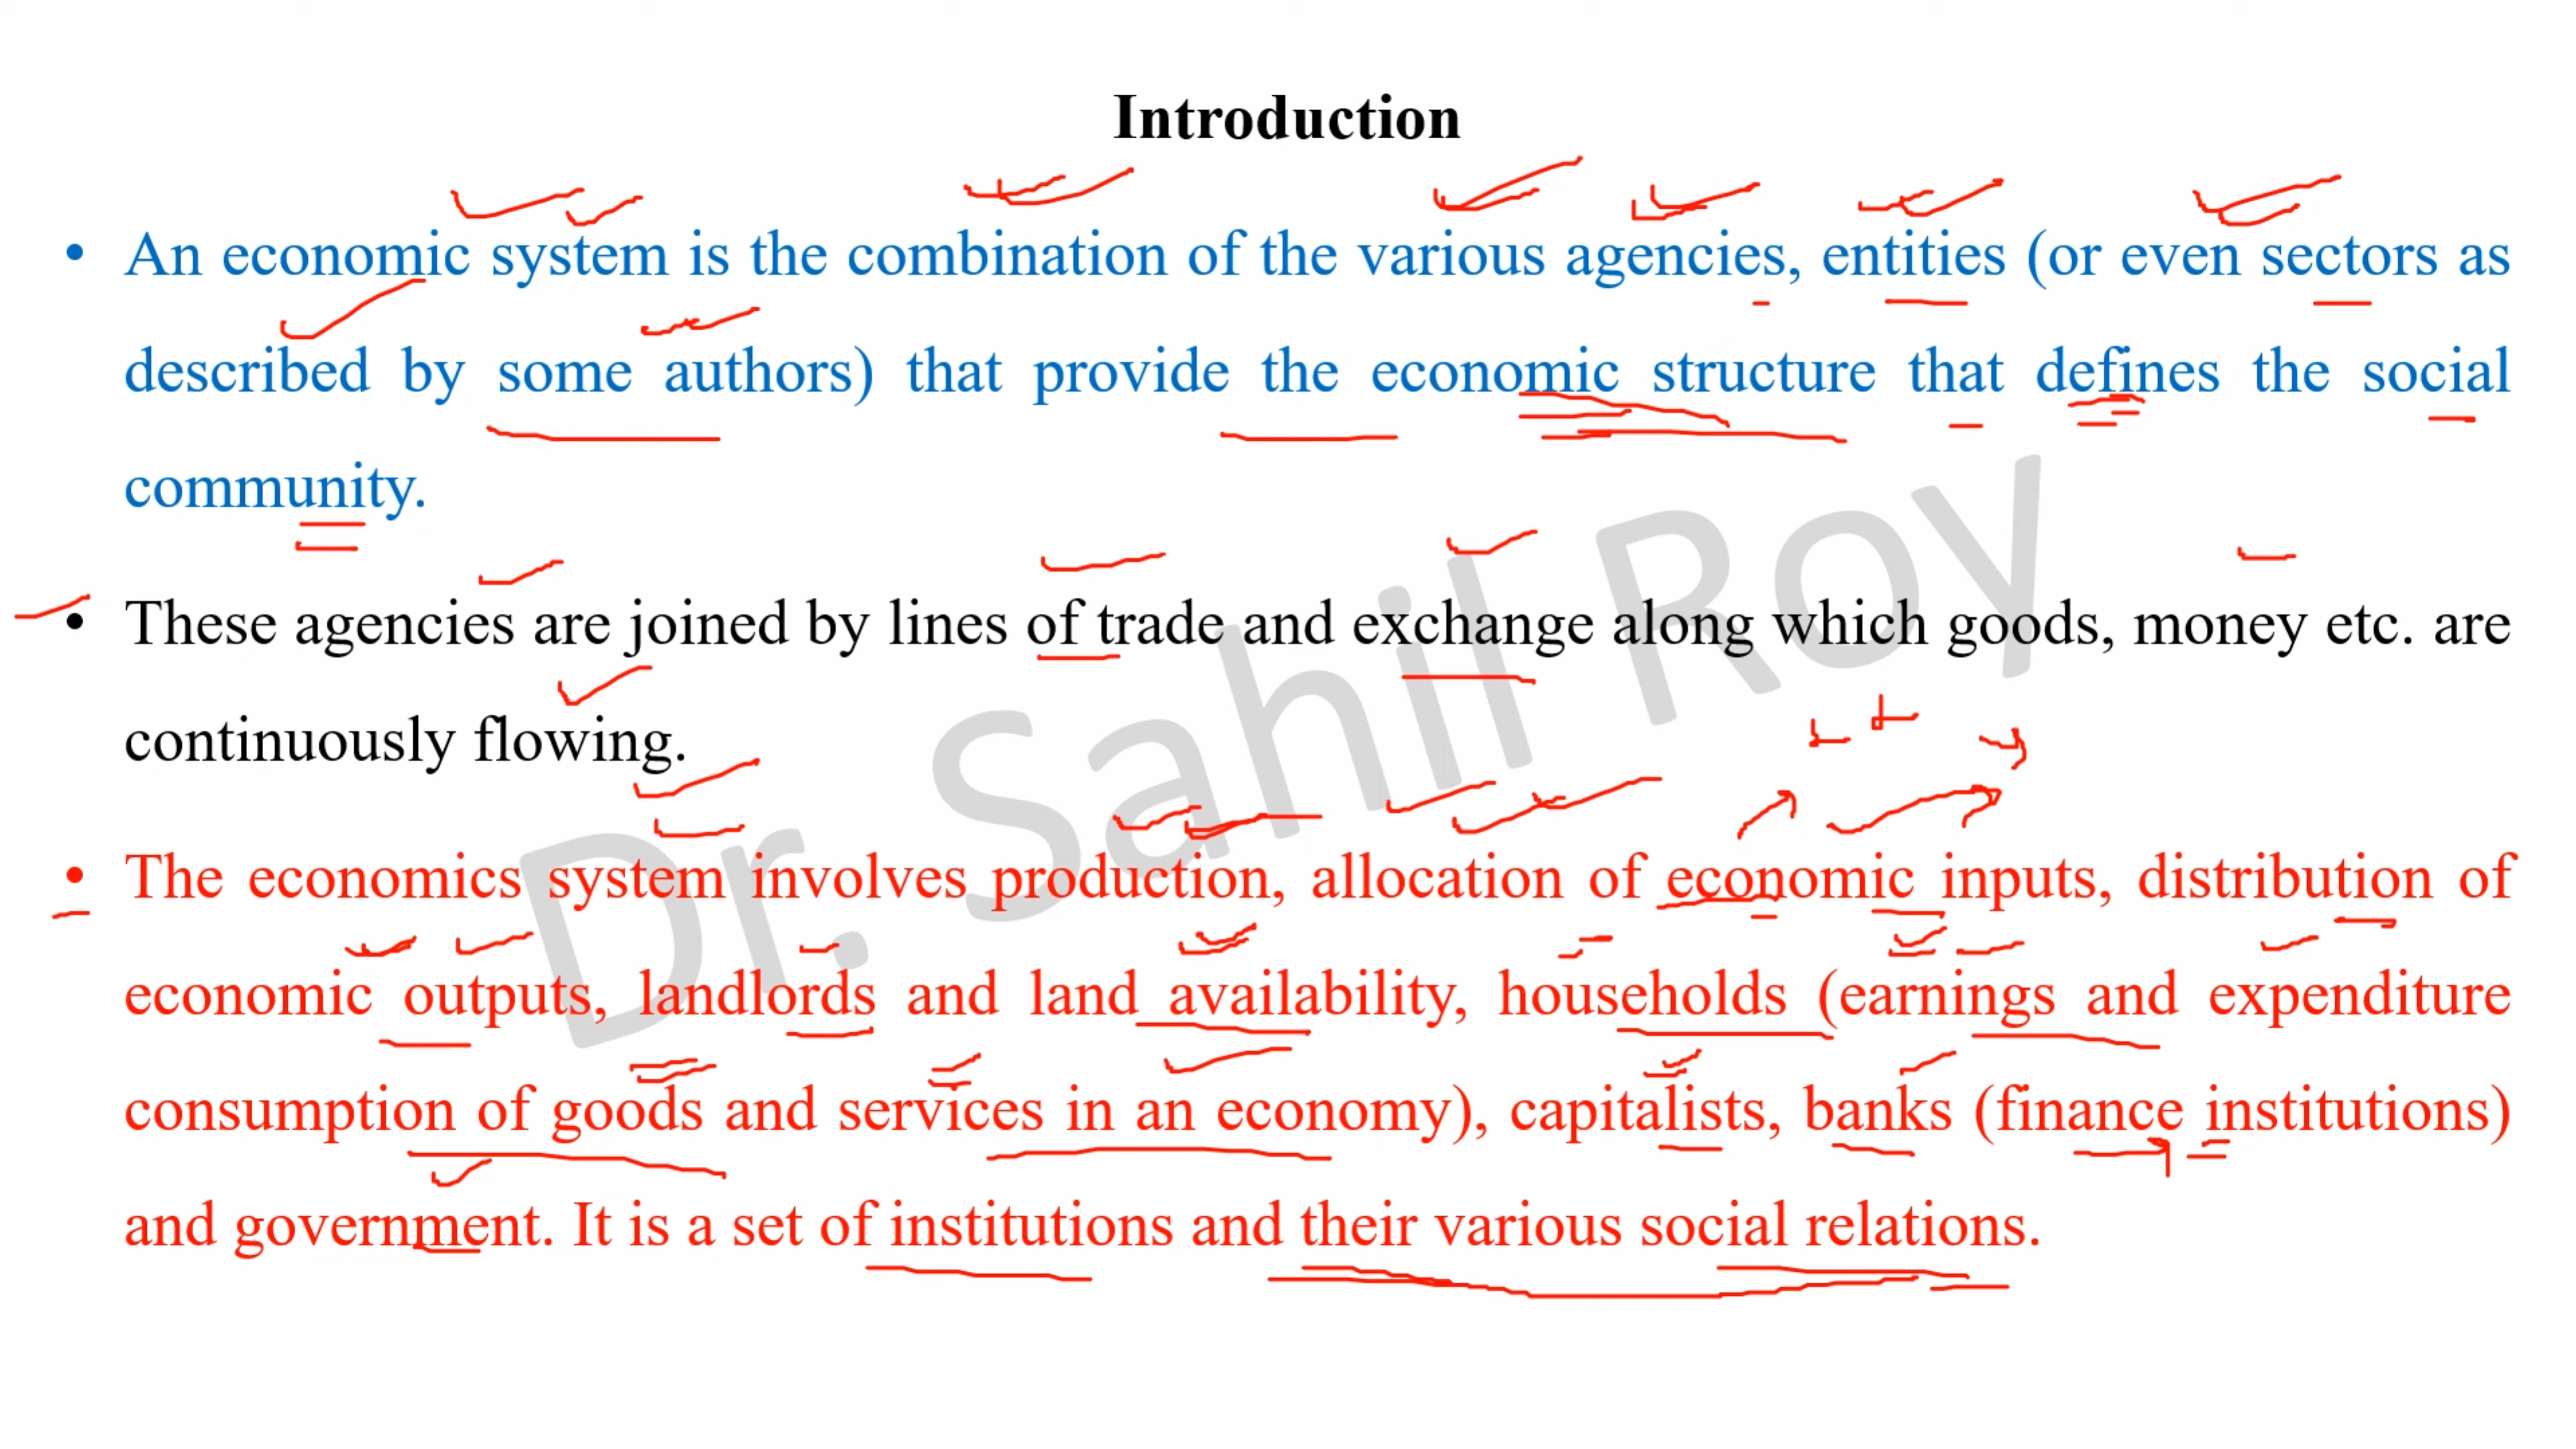 Introduction
• An economic system is the combination of the various agencies, entities (or even sectors as
described by some authors) that provide the economic structure that defines the social
community.
• These agencies are joined by lines of trade and exchange along which goods, money etc. are
continuously flowing.
• The economics system involves production, allocation of economic inputs, distribution of
economic outputs, landlords and land availability, households (earnings and expenditure
consumption of goods and services in an economy), capitalists, banks (finance institutions)
and government. It is a set of institutions and their various social relations.
Dr. Sahil Roy